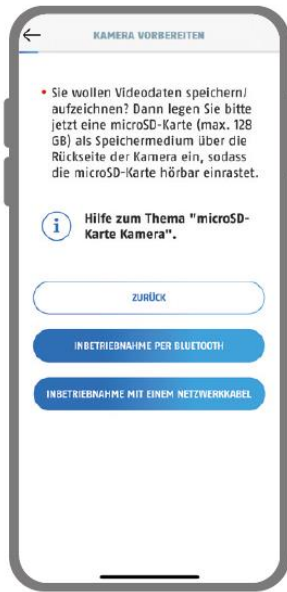 KAMERA VORBEREITEN
• Sie wollen Videodaten speichern/
aufzeichnen? Dann legen Sie bitte
jetzt eine microSD-Karte (max. 128
GB) als Speichermedium über die
Rückseite der Kamera ein, sodass
die microSD-Karte hörbar einrastet.
i
Hilfe zum Thema "microSD-
Karte Kamera".
ZURÜCK
INBETRIEBNAHME PER BLUETOOTH
INBETRIEBNAHME MIT EINEM NETZWERKKABEL